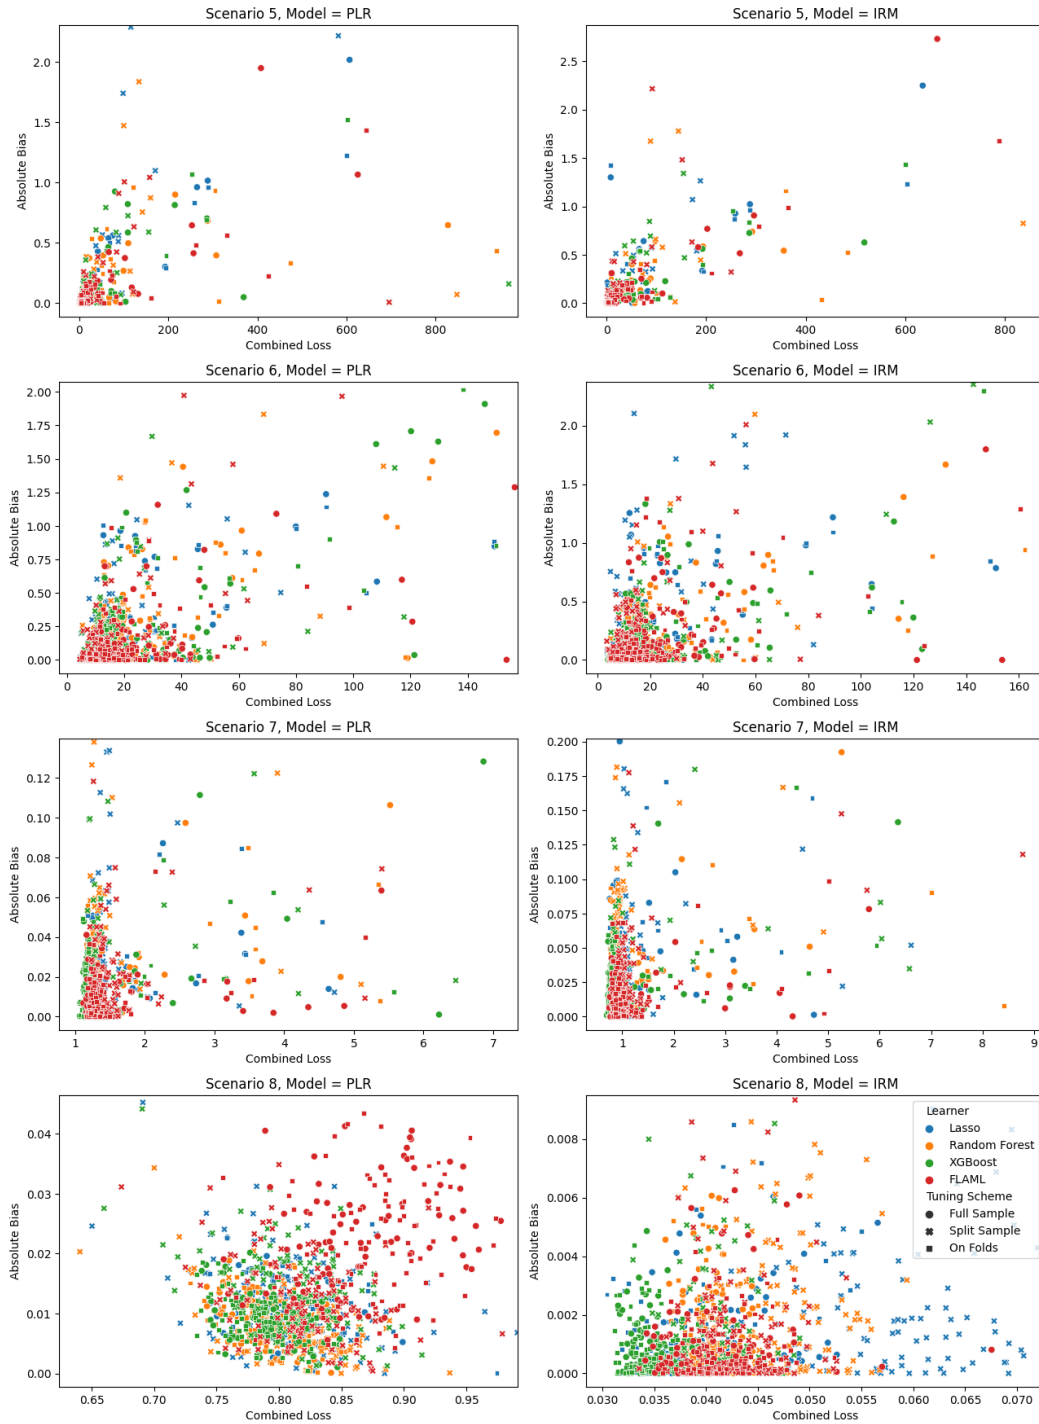 Scenario 5, Model = PLR
Absolute Bias
2.0
1.5
1.0
0.5
0.0
0 200 400 600 800
Combined Loss
Scenario 5, Model = IRM
Absolute Bias
2.5
2.0
1.5
1.0
0.5
0.0
0 200 400 600 800
Combined Loss
Scenario 6, Model = PLR
Absolute Bias
2.00
1.75
1.50
1.25
1.00
0.75
0.50
0.25
0.00
0 20 40 60 80 100 120 140
Combined Loss
Scenario 6, Model = IRM
Absolute Bias
2.0
1.5
1.0
0.5
0.0
0 20 40 60 80 100 120 140 160
Combined Loss
Scenario 7, Model = PLR
Absolute Bias
0.12
0.10
0.08
0.06
0.04
0.02
0.00
1 2 3 4 5 6 7
Combined Loss
Scenario 7, Model = IRM
Absolute Bias
0.200
0.175
0.150
0.125
0.100
0.075
0.050
0.025
0.000
1 2 3 4 5 6 7 8 9
Combined Loss
Scenario 8, Model = PLR
Absolute Bias
0.04
0.03
0.02
0.01
0.00
0.65 0.70 0.75 0.80 0.85 0.90 0.95
Combined Loss
Scenario 8, Model = IRM
Absolute Bias
0.008
0.006
0.004
0.002
0.000
0.030 0.035 0.040 0.045 0.050 0.055 0.060 0.065 0.070
Combined Loss
Learner
Lasso
Random Forest
XGBoost
FLAML
Tuning Scheme
Full Sample
Split Sample
On Folds